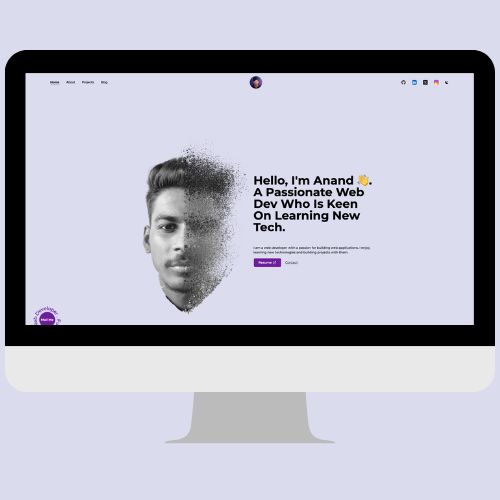 Home About Projects Blog
Hello, I'm Anand 👋.
A Passionate Web
Dev Who Is Keen
On Learning New
Tech.
I am a web developer with a passion for building web applications. I enjoy
learning new technologies and building projects with them.
Resume Contact
Web Developer
Hire Me